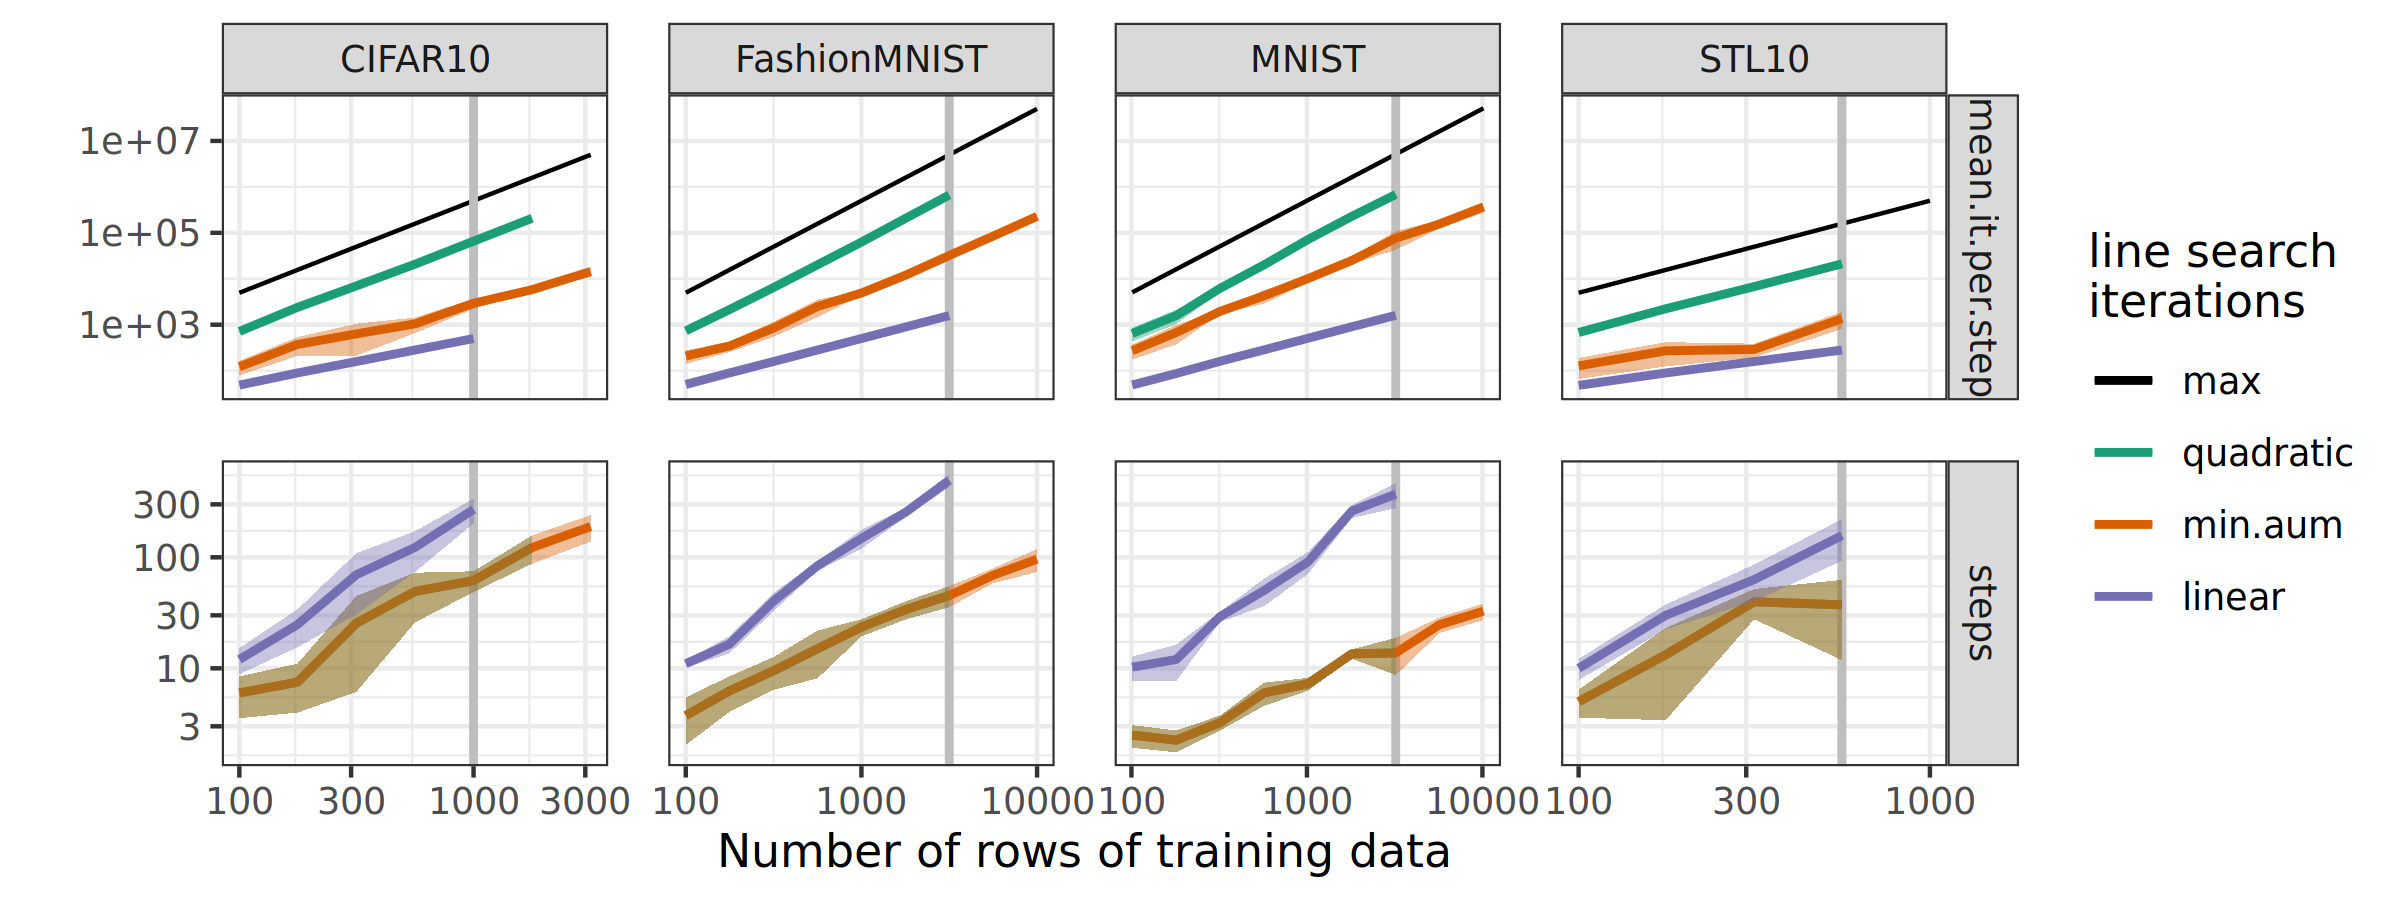 CIFAR10 FashionMNIST MNIST STL10
1e+07
1e+05
1e+03
mean.it.per.step
300
100
30
10
3
steps
100 300 1000 3000 100 1000 10000 100 1000 10000 100 300 1000
Number of rows of training data
line search
iterations
max
quadratic
min.aum
linear